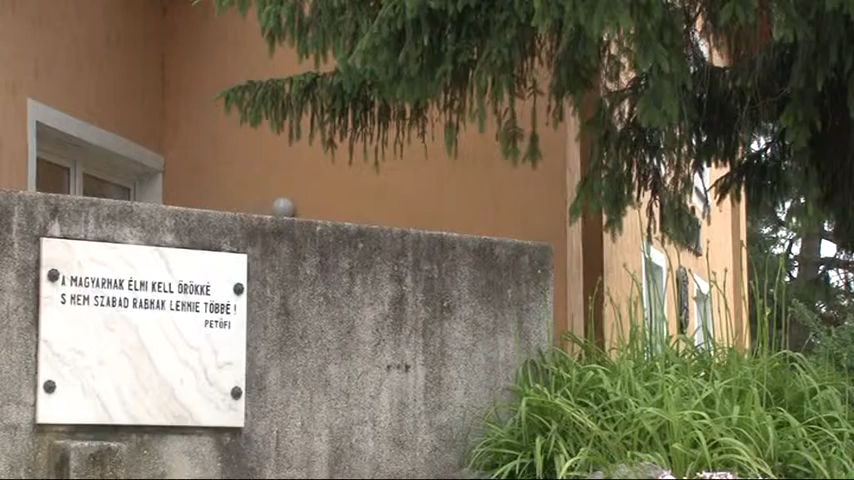 A MAGYARNAK ÉLNI KELL ÖRÖKKÉ
S NEM SZABAD RABNAK LENNIE TÖBBÉ !
PETŐFI